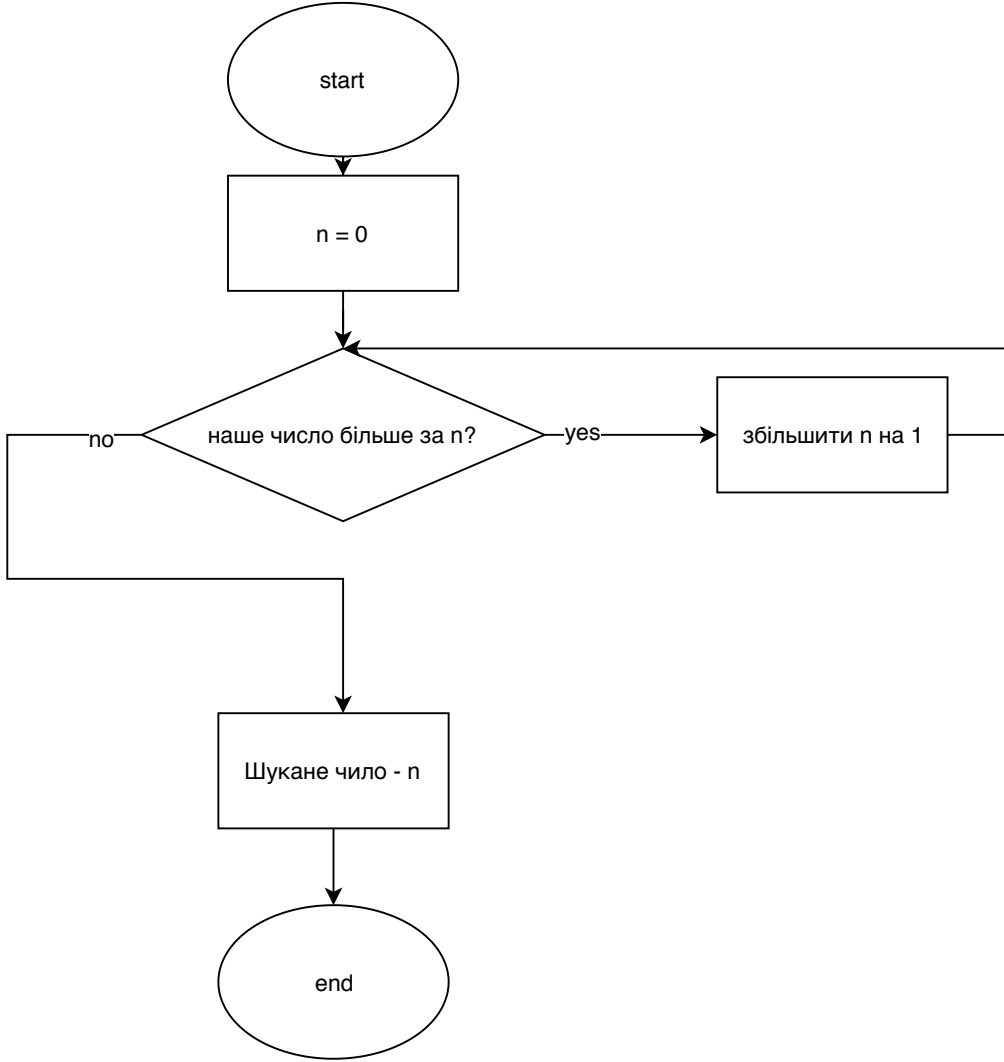 start
n = 0
наше число більше за n?
no
yes
збільшити n на 1
Шукане чило - n
end